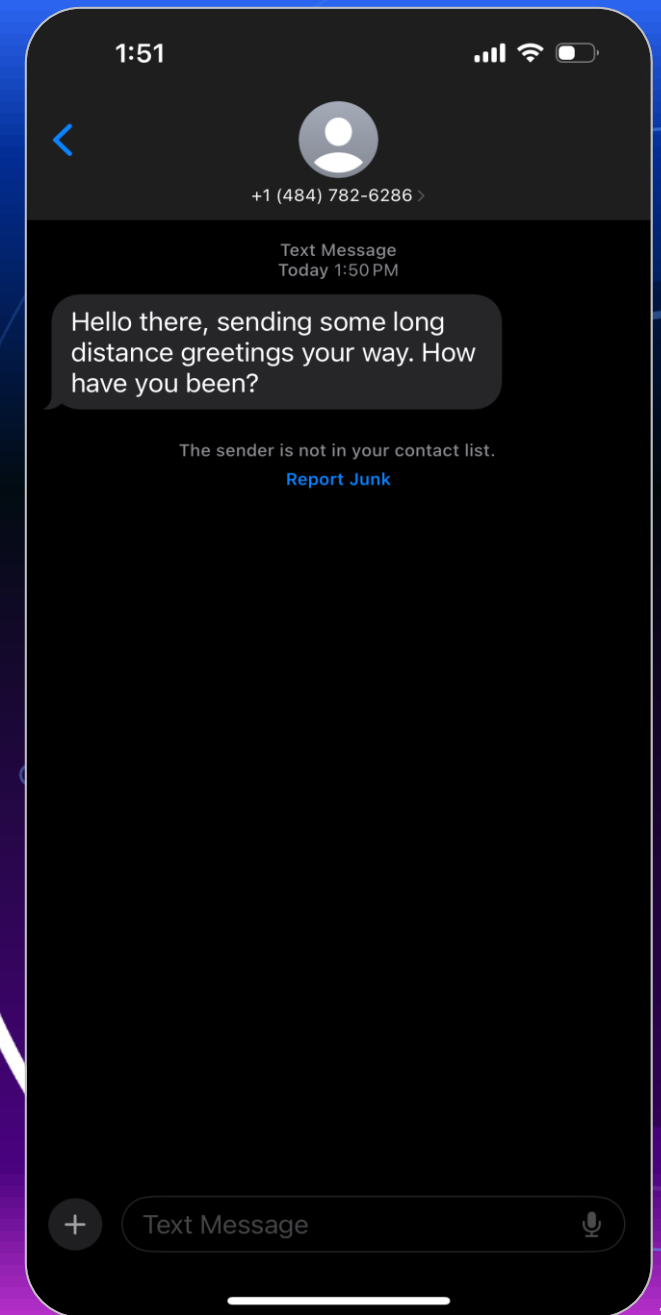 1:51
+1 (484) 782-6286
Text Message
Today 1:50 PM
Hello there, sending some long
distance greetings your way. How
have you been?
The sender is not in your contact list.
Report Junk
Text Message